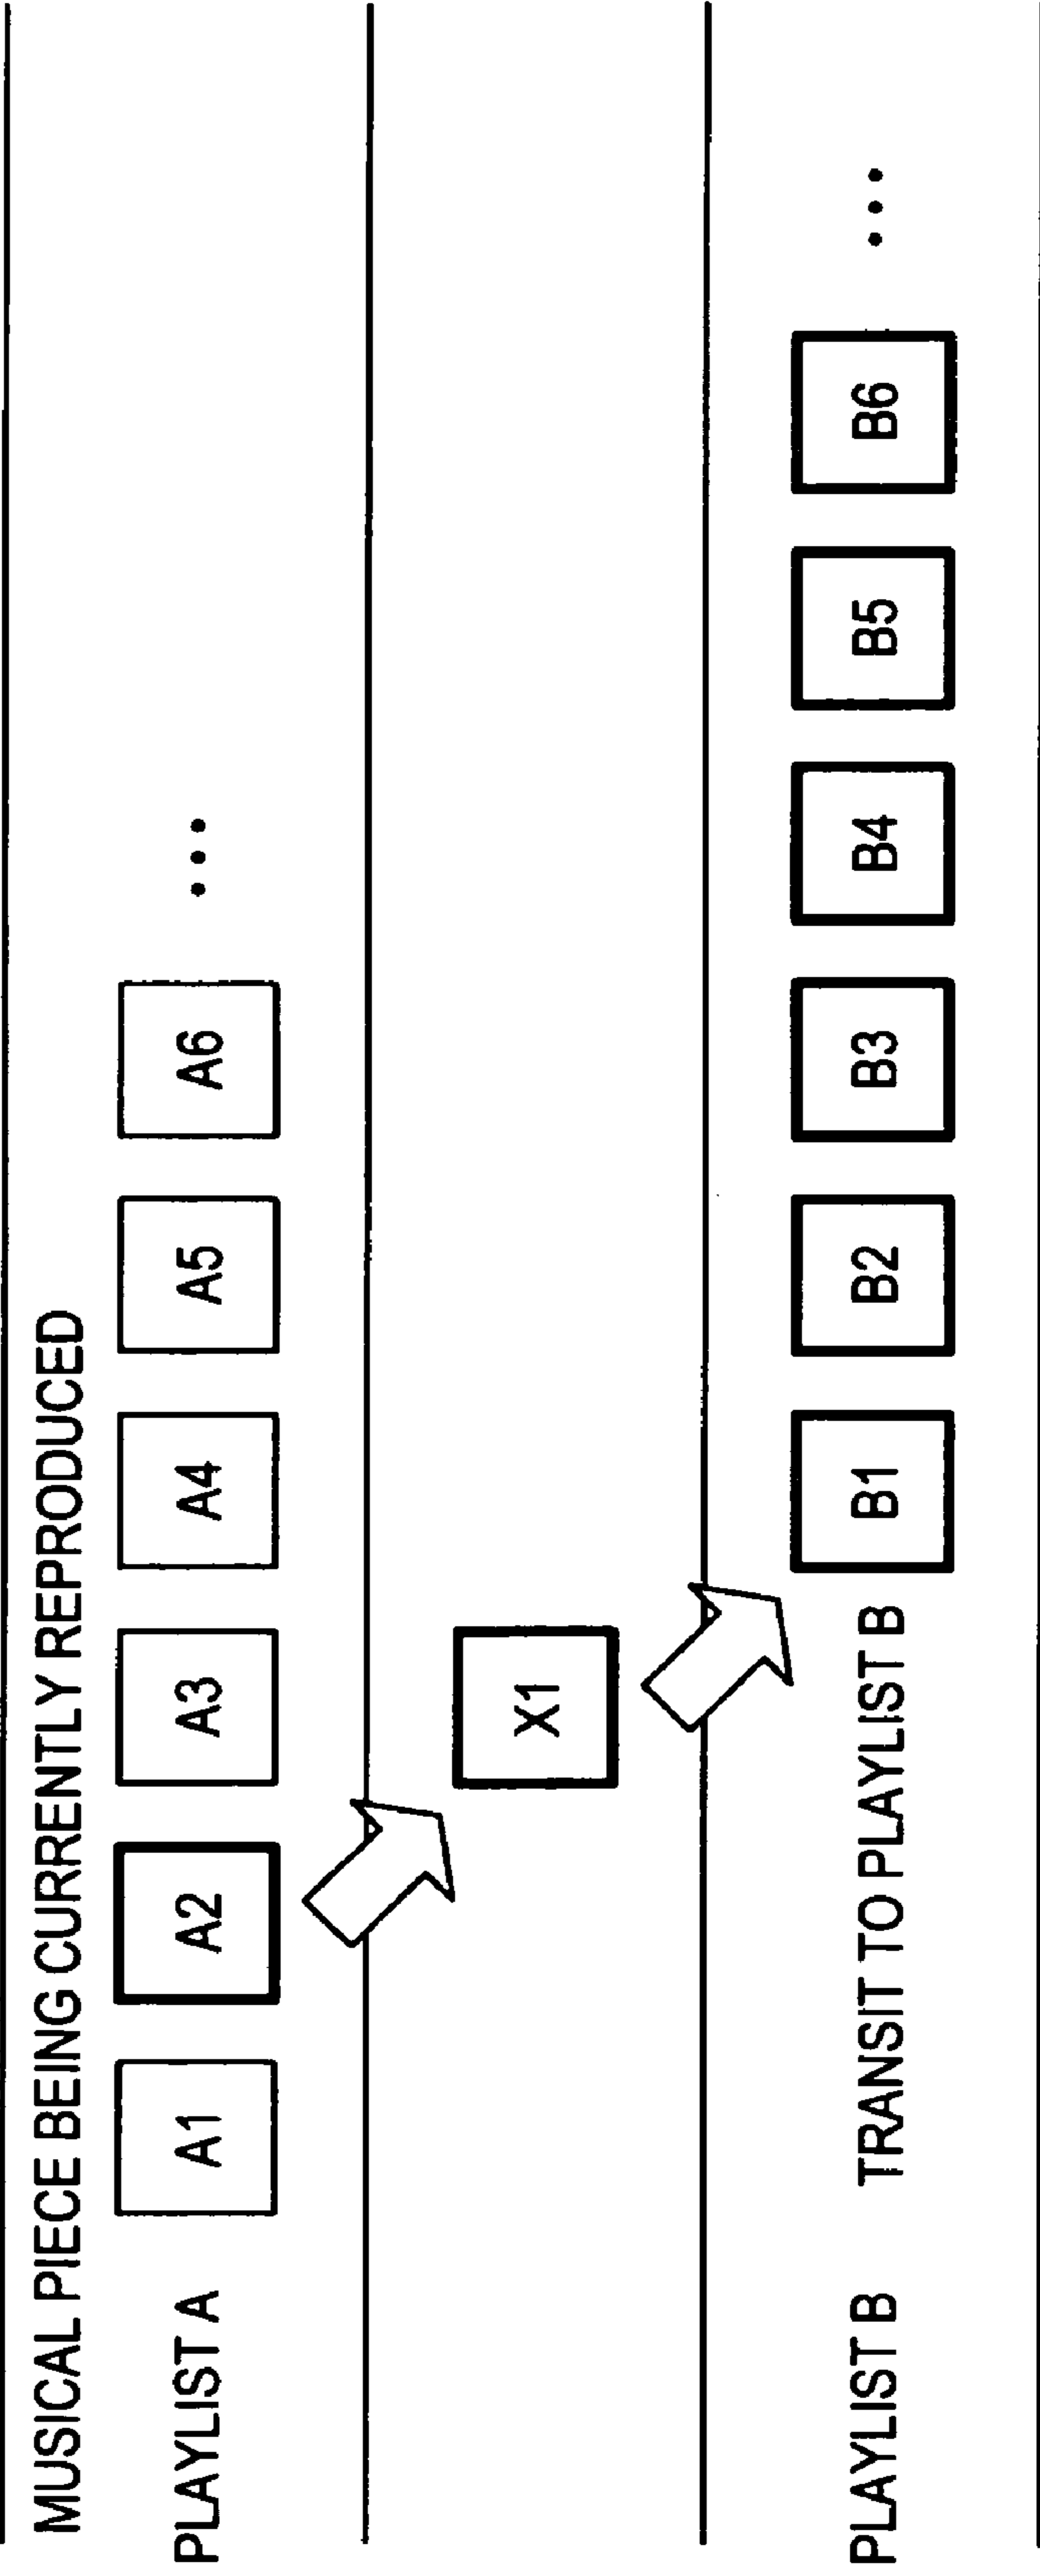 MUSICAL PIECE BEING CURRENTLY REPRODUCED
PLAYLIST A A1 A2 A3 A4 A5 A6 ...
X1
PLAYLIST B TRANSIT TO PLAYLIST B B1 B2 B3 B4 B5 B6 ...